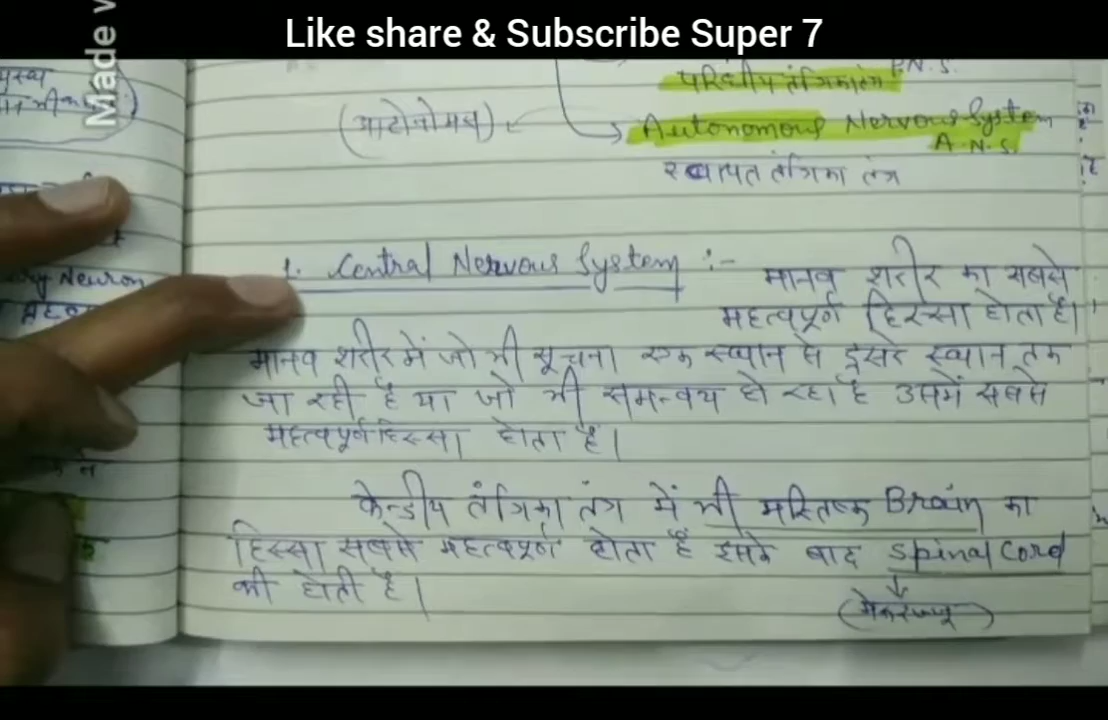 Like share & Subscribe Super 7
Made
P.N.S.
परिधीय तंत्रिकातंत्र
(आटोनोमस)
Autonomous Nervous System
A.N.S.
स्वायत तंत्रिका तंत्र
1. Central Nervous System :- मानव शरीर का सबसे
महत्वपूर्ण हिस्सा होता है।
मानव शरीर में जो भी सूचना एक स्थान से दूसरे स्थान तक
जा रही है या जो भी समन्वय हो रहा है उसमें सबसे
महत्वपूर्ण हिस्सा होता है।
केन्द्रीय तंत्रिका तंत्र में भी मस्तिष्क Brain का
हिस्सा सबसे महत्वपूर्ण होता है इसके बाद Spinal Cord
की होती है।
(मेरूरज्जू)
Neuron